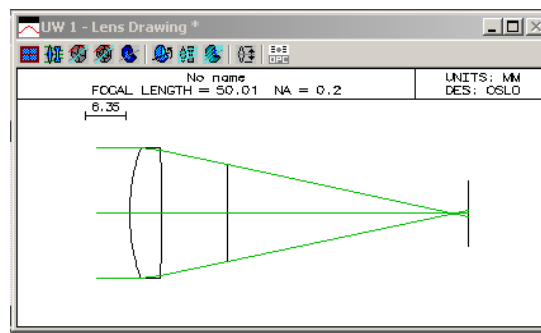 UW 1 - Lens Drawing *
No name
FOCAL LENGTH = 50.01 NA = 0.2
UNITS: MM
DES: OSLO
6.35